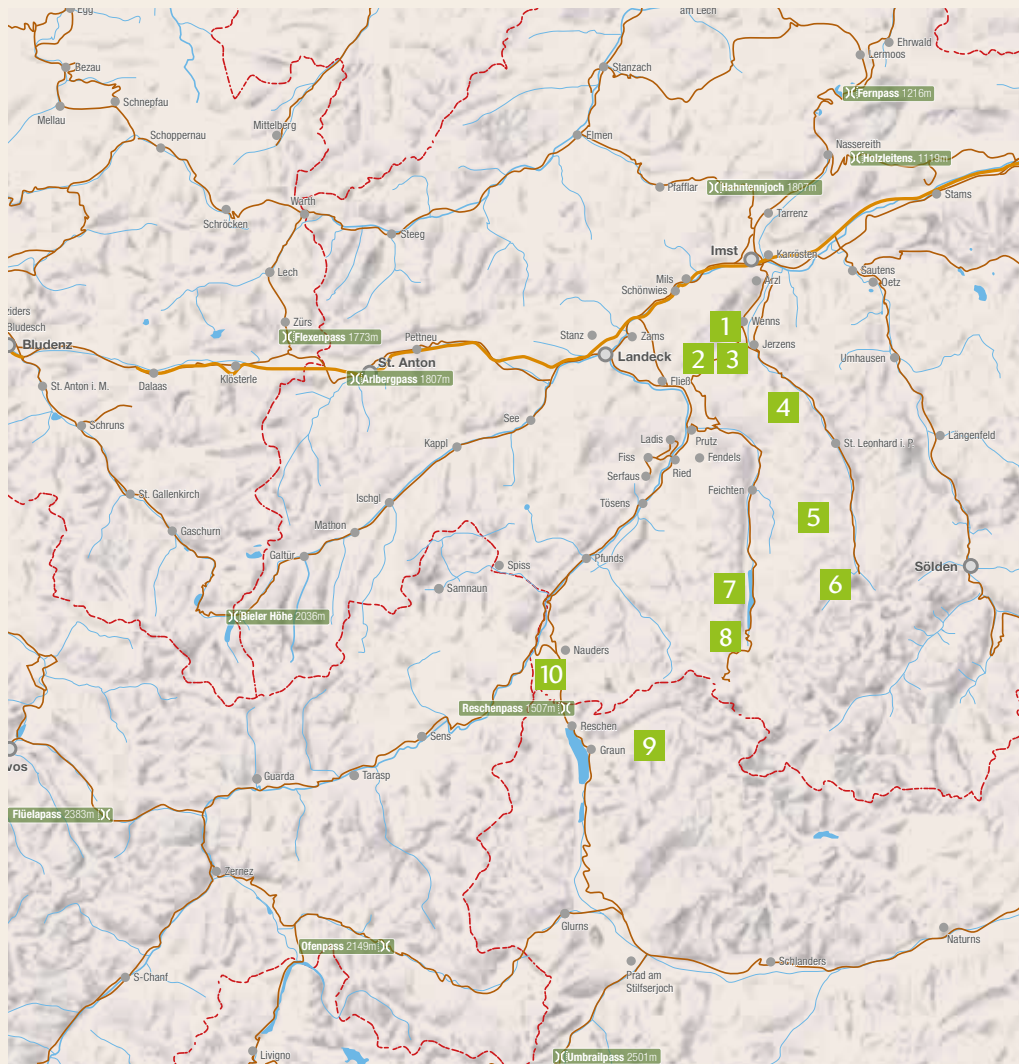 Egg
am Lech
Ehrwald
Lermoos
Bezau
Stanzach
Fernpass 1216m
Schnepfau
Mellau
Mittelberg
Elmen
Schoppernau
Nassereith
Holzleitens. 1119m
Pfafflar
Hahntennjoch 1807m
Stams
Warth
Schröcken
Tarrenz
Steeg
Imst
Karrösten
Lech
Mils
Schönwies
Arzl
Sautens
Oetz
ziders
Bludesch
Zürs
1
Wenns
Flexenpass 1773m
Stanz
Zams
Bludenz
Pettneu
Jerzens
St. Anton
Landeck
2
3
Umhausen
Dalaas
Klösterle
Arlbergpass 1807m
Fließ
St. Anton i. M.
4
Schruns
See
Prutz
Längenfeld
Kappl
Ladis
St. Leonhard i. P.
Fiss
Ried
Fendels
Serfaus
Feichten
St. Gallenkirch
Ischgl
Tösens
Gaschurn
Mathon
5
Galtür
Pfunds
Spiss
Sölden
Samnaun
7
6
Bieler Höhe 2036m
8
Nauders
10
Reschenpass 1507m
Reschen
Sens
Graun
9
vos
Guarda
Tarasp
Flüelapass 2383m
Zernez
Glurns
Naturns
Ofenpass 2149m
S-Chanf
Prad am
Stilfserjoch
Schlanders
Livigno
Umbrailpass 2501m